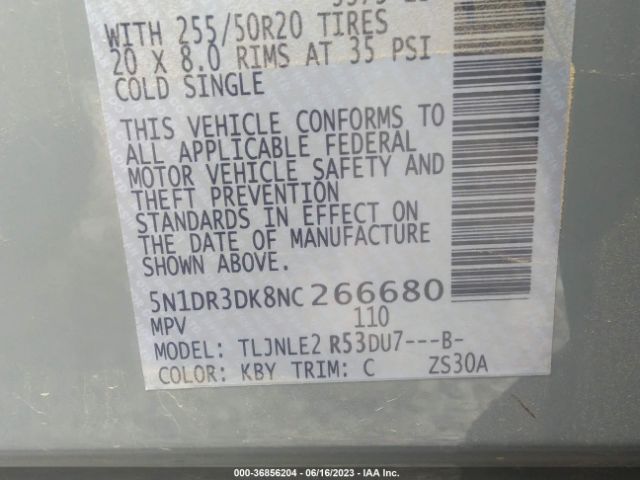 WITH 255/50R20 TIRES
20 X 8.0 RIMS AT 35 PSI
COLD SINGLE
THIS VEHICLE CONFORMS TO
ALL APPLICABLE FEDERAL
MOTOR VEHICLE SAFETY AND
THEFT PREVENTION
STANDARDS IN EFFECT ON
THE DATE OF MANUFACTURE
SHOWN ABOVE.
5N1DR3DK8NC 266680
MPV 110
MODEL: TLJNLE2 R53DU7---B-
COLOR: KBY TRIM: C ZS30A
000-36856204 - 06/16/2023 - IAA Inc.